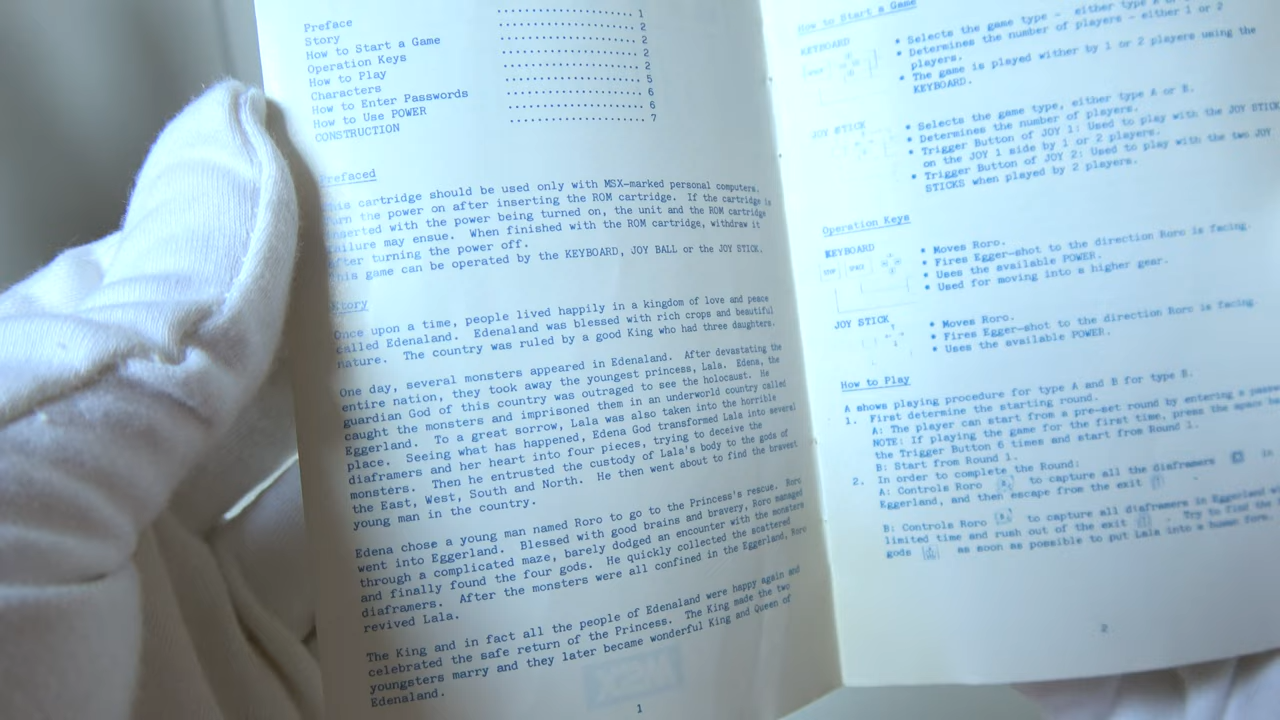 Preface ........................ 1
Story ........................ 2
How to Start a Game ........................ 2
Operation Keys ........................ 2
How to Play ........................ 2
Characters ........................ 5
How to Enter Passwords ........................ 6
How to Use POWER ........................ 6
CONSTRUCTION ........................ 7
Prefaced
This cartridge should be used only with MSX-marked personal computers.
Turn the power on after inserting the ROM cartridge. If the cartridge is
inserted with the power being turned on, the unit and the ROM cartridge
failure may ensue. When finished with the ROM cartridge, withdraw it
after turning the power off.
This game can be operated by the KEYBOARD, JOY BALL or the JOY STICK.
Story
Once upon a time, people lived happily in a kingdom of love and peace
called Edenaland. Edenaland was blessed with rich crops and beautiful
nature. The country was ruled by a good King who had three daughters.
One day, several monsters appeared in Edenaland. After devastating the
entire nation, they took away the youngest princess, Lala. Edena, the
guardian God of this country was outraged to see the holocaust. He
caught the monsters and imprisoned them in an underworld country called
Eggerland. To a great sorrow, Lala was also taken into the horrible
place. Seeing what has happened, Edena God transformed Lala into several
diaframers and her heart into four pieces, trying to deceive the
monsters. Then he entrusted the custody of Lala's body to the gods of
the East, West, South and North. He then went about to find the bravest
young man in the country.
Edena chose a young man named Roro to go to the Princess's rescue. Roro
went into Eggerland. Blessed with good brains and bravery, Roro managed
through a complicated maze, barely dodged an encounter with the monsters
and finally found the four gods. He quickly collected the scattered
diaframers. After the monsters were all confined in the Eggerland, Roro
revived Lala.
The King and in fact all the people of Edenaland were happy again and
celebrated the safe return of the Princess. The King made the two
youngsters marry and they later became wonderful King and Queen of
Edenaland.
1
How to Start a Game
KEYBOARD
• Selects the game type - either type
• Determines the number of players - either 1 or 2
players.
• The game is played wither by 1 or 2 players using the
KEYBOARD.
JOY STICK
• Selects the game type, either type A or B.
• Determines the number of players.
• Trigger Button of JOY 1: Used to play with the JOY STICK
on the JOY 1 side by 1 or 2 players.
• Trigger Button of JOY 2: Used to play with the two JOY
STICKS when played by 2 players.
Operation Keys
KEYBOARD
• Moves Roro.
• Fires Egger-shot to the direction Roro is facing.
• Uses the available POWER.
• Used for moving into a higher gear.
JOY STICK
• Moves Roro.
• Fires Egger-shot to the direction Roro is facing.
• Uses the available POWER.
How to Play
A shows playing procedure for type A and B for type B.
1. First determine the starting round.
A: The player can start from a pre-set round by entering a
NOTE: If playing the game for the first time, press the space
the Trigger Button 6 times and start from Round 1.
B: Start from Round 1.
2. In order to complete the Round:
A: Controls Roro to capture all the diaframers in
Eggerland, and then escape from the exit
B: Controls Roro to capture all diaframers in Eggerland
limited time and rush out of the exit . Try to find the
gods as soon as possible to put Lala into a human form.
2